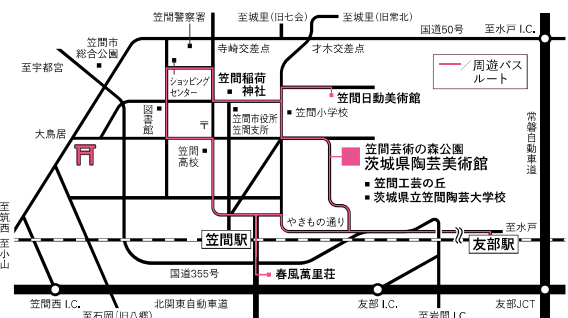 笠間警察署
至城里(旧七会)
至城里(旧常北)
国道50号
至水戸 I.C.
笠間市
総合公園
寺崎交差点
才木交差点
至宇都宮
ショッピング
センター
笠間稲荷
神社
周遊バス
ルート
笠間日動美術館
図書館
笠間市役所
笠間支所
笠間小学校
常磐自動車道
大鳥居
〒
笠間
高校
笠間芸術の森公園
茨城県陶芸美術館
笠間工芸の丘
茨城県立笠間陶芸大学校
至筑西
至小山
やきもの通り
至水戸
笠間駅
友部駅
国道355号
春風萬里荘
笠間西 I.C.
北関東自動車道
友部 I.C.
友部JCT
至石岡(旧八郷)
至岩間 I.C.